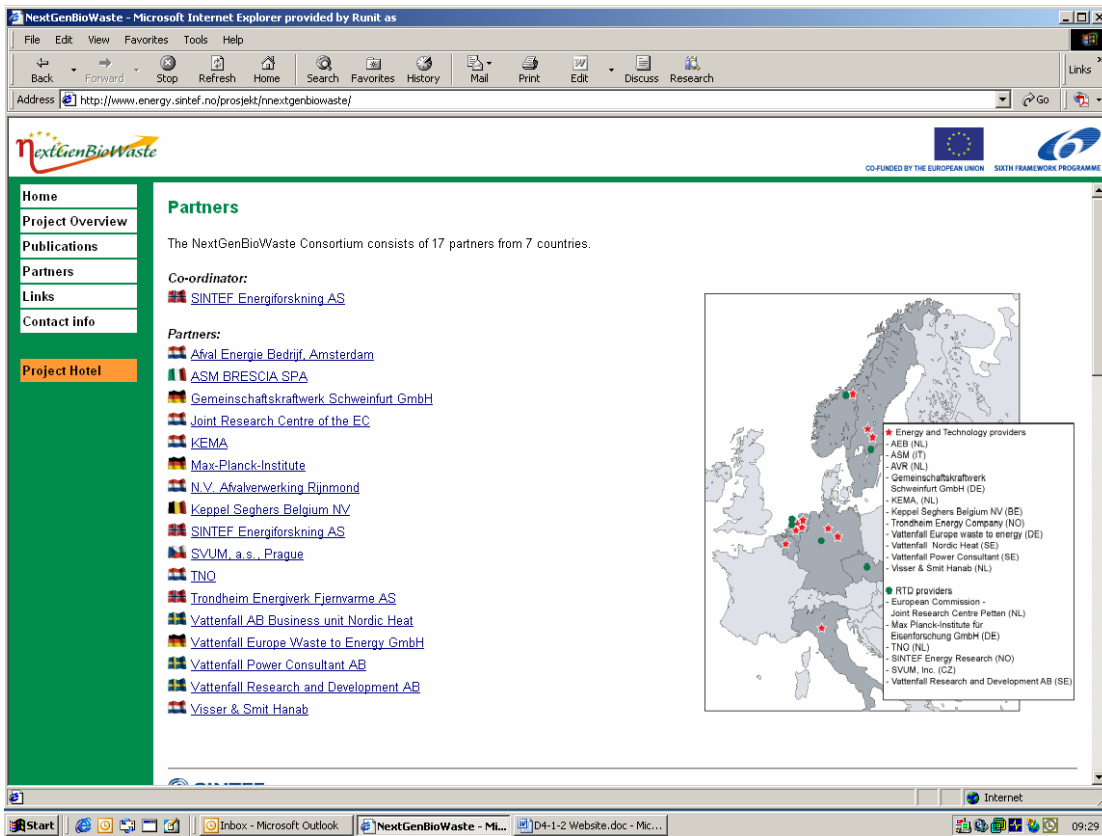 NextGenBioWaste - Microsoft Internet Explorer provided by Runit as
File Edit View Favorites Tools Help
Back Forward Stop Refresh Home Search Favorites History Mail Print Edit Discuss Research
Links
Address http://www.energy.sintef.no/prosjekt/nnextgenbiowaste/ Go
NextGenBioWaste
CO-FUNDED BY THE EUROPEAN UNION SIXTH FRAMEWORK PROGRAMME
Home
Project Overview
Publications
Partners
Links
Contact info
Project Hotel
Partners
The NextGenBioWaste Consortium consists of 17 partners from 7 countries.
Co-ordinator:
SINTEF Energiforskning AS
Partners:
Afval Energie Bedrijf, Amsterdam
ASM BRESCIA SPA
Gemeinschaftskraftwerk Schweinfurt GmbH
Joint Research Centre of the EC
KEMA
Max-Planck-Institute
N.V. Afvalverwerking Rijnmond
Keppel Seghers Belgium NV
SINTEF Energiforskning AS
SVUM, a.s., Prague
TNO
Trondheim Energiverk Fjernvarme AS
Vattenfall AB Business unit Nordic Heat
Vattenfall Europe Waste to Energy GmbH
Vattenfall Power Consultant AB
Vattenfall Research and Development AB
Visser & Smit Hanab
Energy and Technology providers
- AEB (NL)
- ASM (IT)
- AVR (NL)
- Gemeinschaftskraftwerk
Schweinfurt GmbH (DE)
- KEMA, (NL)
- Keppel Seghers Belgium NV (BE)
- Trondheim Energy Company (NO)
- Vattenfall Europe waste to energy (DE)
- Vattenfall Nordic Heat (SE)
- Vattenfall Power Consultant (SE)
- Visser & Smit Hanab (NL)
RTD providers
- European Commission -
Joint Research Centre Petten (NL)
- Max Planck-Institute für
Eisenforschung GmbH (DE)
- TNO (NL)
- SINTEF Energy Research (NO)
- SVUM, Inc. (CZ)
- Vattenfall Research and Development AB (SE)
SINTEF
Internet
Start Inbox - Microsoft Outlook NextGenBioWaste - Mi... D4-1-2 Website.doc - Mic... 09:29